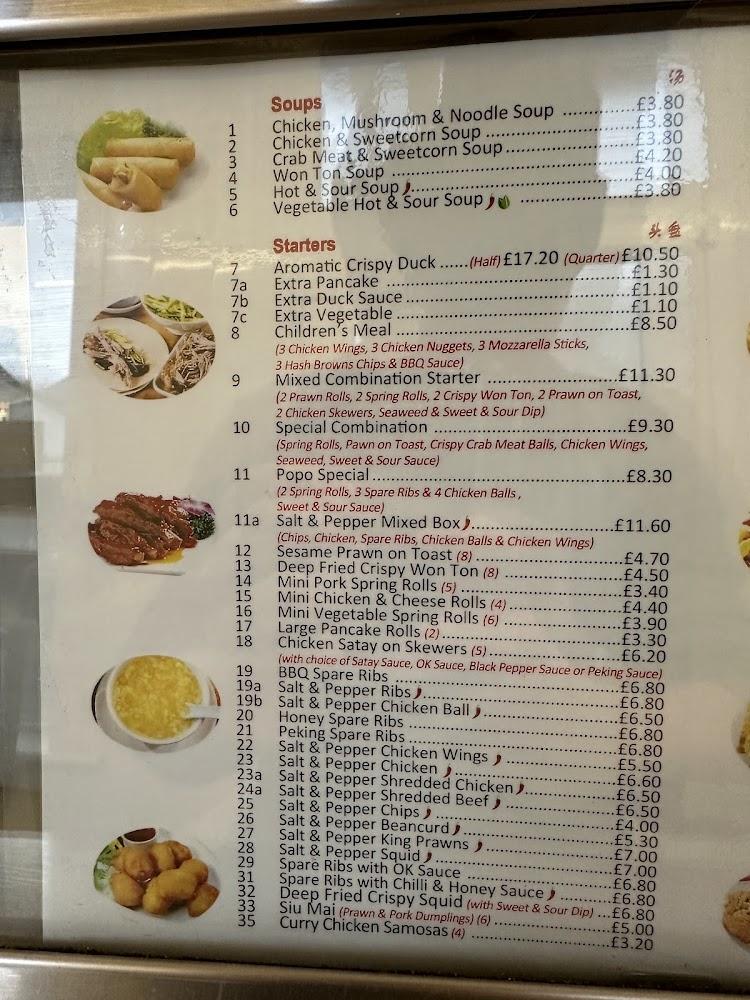 Soups 汤
1 Chicken, Mushroom & Noodle Soup ..............£3.80
2 Chicken & Sweetcorn Soup ..............£3.80
3 Crab Meat & Sweetcorn Soup ..............£3.80
4 Won Ton Soup ..............£4.20
5 Hot & Sour Soup ..............£4.00
6 Vegetable Hot & Sour Soup ..............£3.80
Starters 头盘
7 Aromatic Crispy Duck ......(Half) £17.20 (Quarter) £10.50
7a Extra Pancake ..............£1.30
7b Extra Duck Sauce ..............£1.10
7c Extra Vegetable ..............£1.10
8 Children's Meal ..............£8.50
(3 Chicken Wings, 3 Chicken Nuggets, 3 Mozzarella Sticks,
3 Hash Browns Chips & BBQ Sauce)
9 Mixed Combination Starter ..............£11.30
(2 Prawn Rolls, 2 Spring Rolls, 2 Crispy Won Ton, 2 Prawn on Toast,
2 Chicken Skewers, Seaweed & Sweet & Sour Dip)
10 Special Combination ..............£9.30
(Spring Rolls, Pawn on Toast, Crispy Crab Meat Balls, Chicken Wings,
Seaweed, Sweet & Sour Sauce)
11 Popo Special ..............£8.30
(2 Spring Rolls, 3 Spare Ribs & 4 Chicken Balls,
Sweet & Sour Sauce)
11a Salt & Pepper Mixed Box ..............£11.60
(Chips, Chicken, Spare Ribs, Chicken Balls & Chicken Wings)
12 Sesame Prawn on Toast (8) ..............£4.70
13 Deep Fried Crispy Won Ton (8) ..............£4.50
14 Mini Pork Spring Rolls (5) ..............£3.40
15 Mini Chicken & Cheese Rolls (4) ..............£4.40
16 Mini Vegetable Spring Rolls (6) ..............£3.90
17 Large Pancake Rolls (2) ..............£3.30
18 Chicken Satay on Skewers (5) ..............£6.20
(with choice of Satay Sauce, OK Sauce, Black Pepper Sauce or Peking Sauce)
19 BBQ Spare Ribs ..............£6.80
19a Salt & Pepper Ribs ..............£6.80
19b Salt & Pepper Chicken Ball ..............£6.50
20 Honey Spare Ribs ..............£6.80
21 Peking Spare Ribs ..............£6.80
22 Salt & Pepper Chicken Wings ..............£5.50
23 Salt & Pepper Chicken ..............£6.60
23a Salt & Pepper Shredded Chicken ..............£6.50
24a Salt & Pepper Shredded Beef ..............£6.50
25 Salt & Pepper Chips ..............£4.00
26 Salt & Pepper Beancurd ..............£5.30
27 Salt & Pepper King Prawns ..............£7.00
28 Salt & Pepper Squid ..............£7.00
29 Spare Ribs with OK Sauce ..............£6.80
31 Spare Ribs with Chilli & Honey Sauce ..............£6.80
32 Deep Fried Crispy Squid (with Sweet & Sour Dip) ...£6.80
33 Siu Mai (Prawn & Pork Dumplings) (6) ..............£5.00
35 Curry Chicken Samosas (4) ..............£3.20